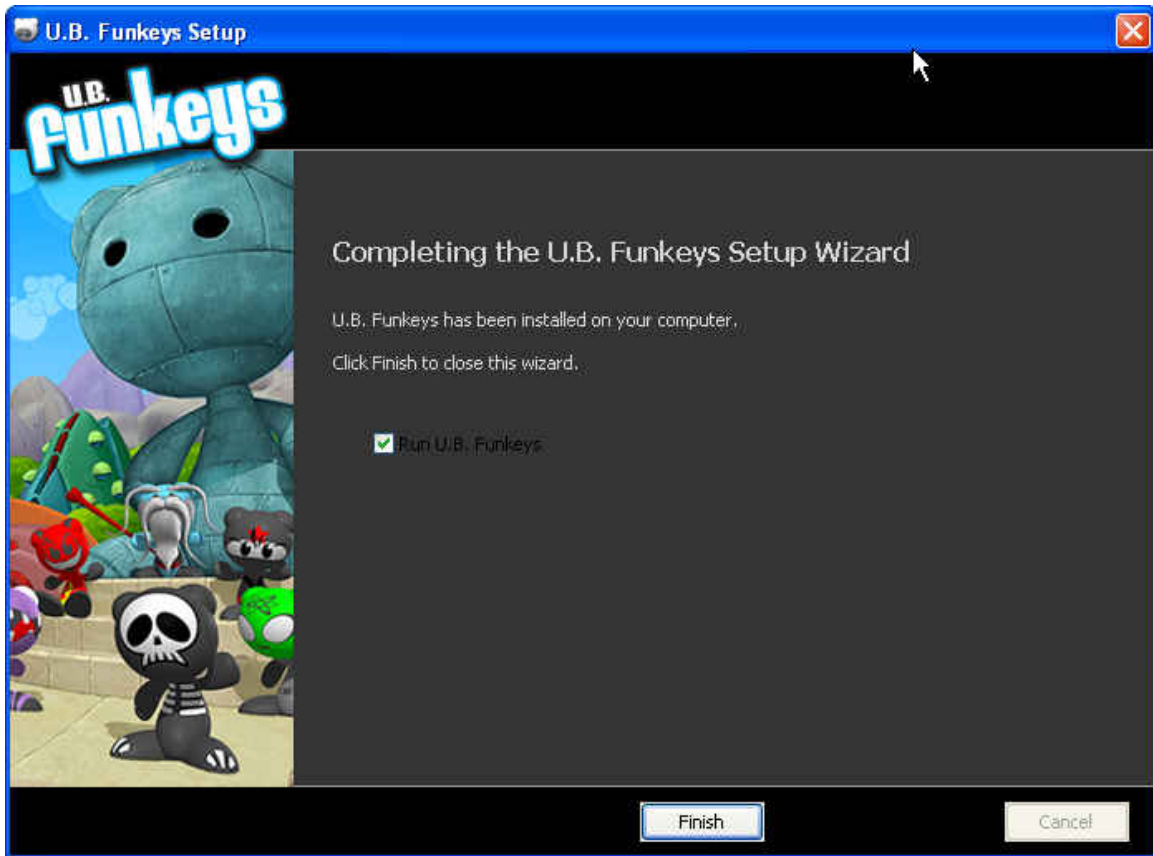 U.B. Funkeys Setup
U.B.
funkeys
Completing the U.B. Funkeys Setup Wizard
U.B. Funkeys has been installed on your computer.
Click Finish to close this wizard.
Run U.B. Funkeys
Finish
Cancel